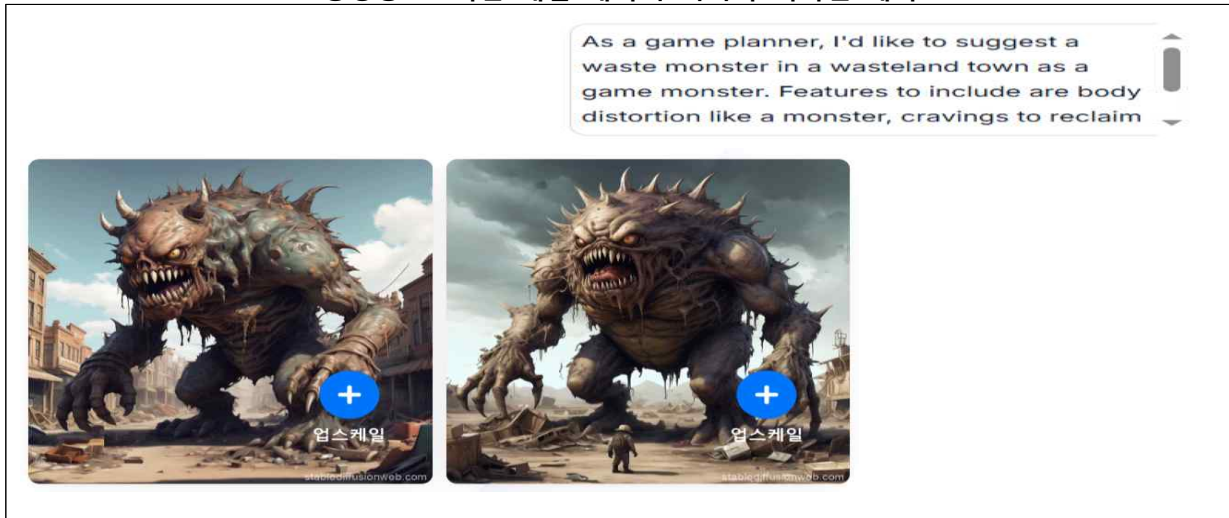 As a game planner, I'd like to suggest a
waste monster in a wasteland town as a
game monster. Features to include are body
distortion like a monster, cravings to reclaim
업스케일
업스케일
stablediffusionweb.com
stablediffusionweb.com